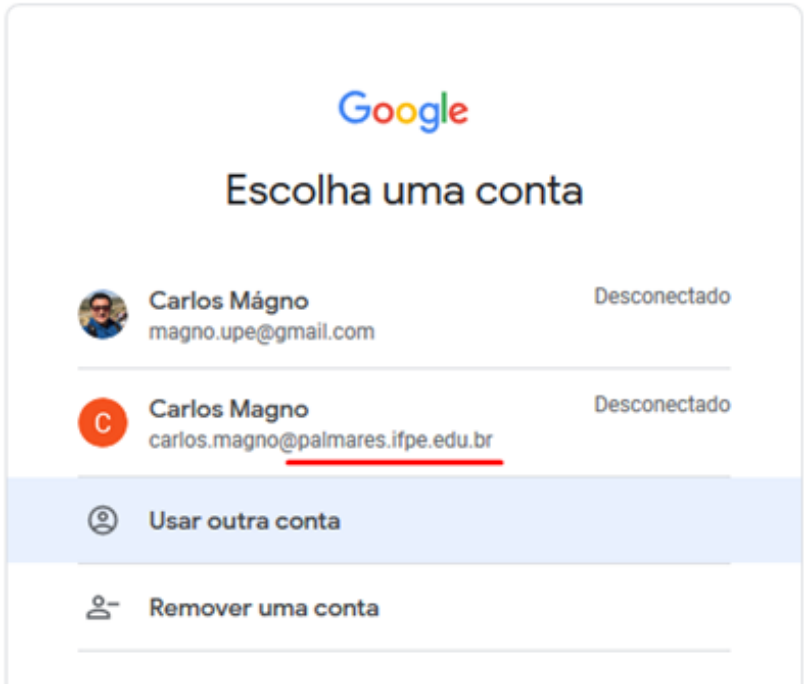 Google
Escolha uma conta
Carlos Mágno
Desconectado
magno.upe@gmail.com
C
Carlos Magno
Desconectado
carlos.magno@palmares.ifpe.edu.br
Usar outra conta
Remover uma conta